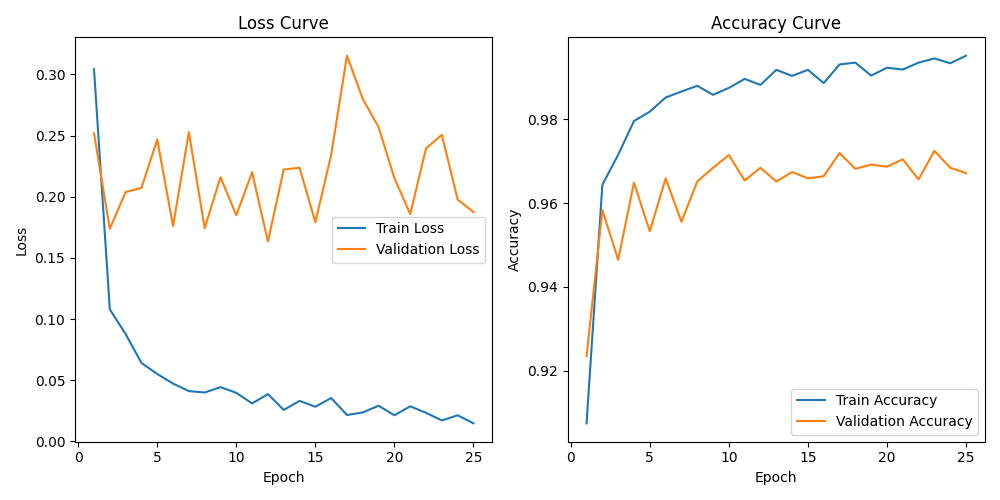 Loss Curve
Loss
0.30
0.25
0.20
0.15
0.10
0.05
0.00
0
5
10
15
20
25
Epoch
Train Loss
Validation Loss
Accuracy Curve
Accuracy
0.98
0.96
0.94
0.92
0
5
10
15
20
25
Epoch
Train Accuracy
Validation Accuracy